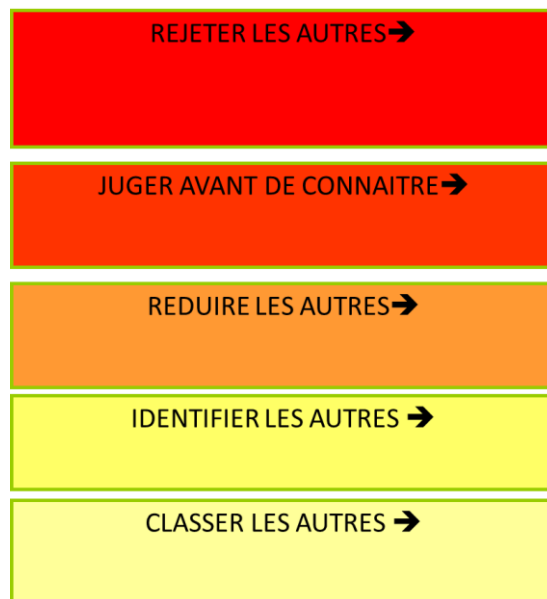 REJETER LES AUTRES➔
JUGER AVANT DE CONNAITRE➔
REDUIRE LES AUTRES➔
IDENTIFIER LES AUTRES ➔
CLASSER LES AUTRES ➔